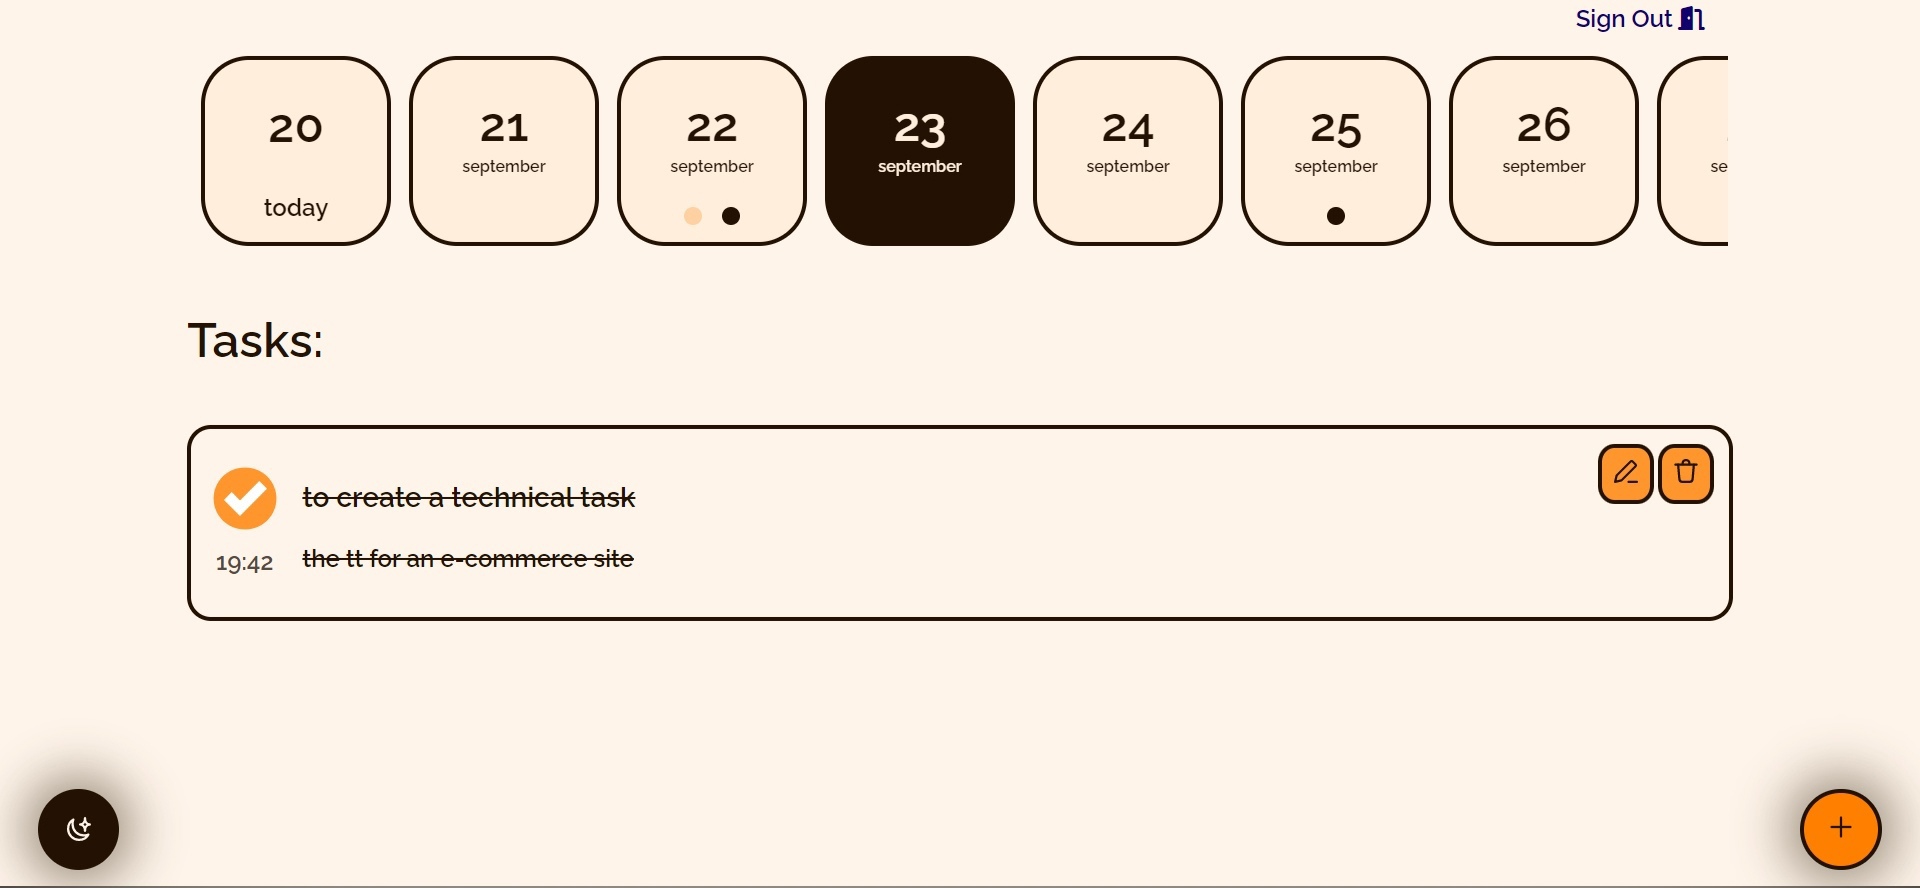 Sign Out
20 21 22 23 24 25 26
september september september september september september se
today
Tasks:
to create a technical task
19:42 the tt for an e-commerce site